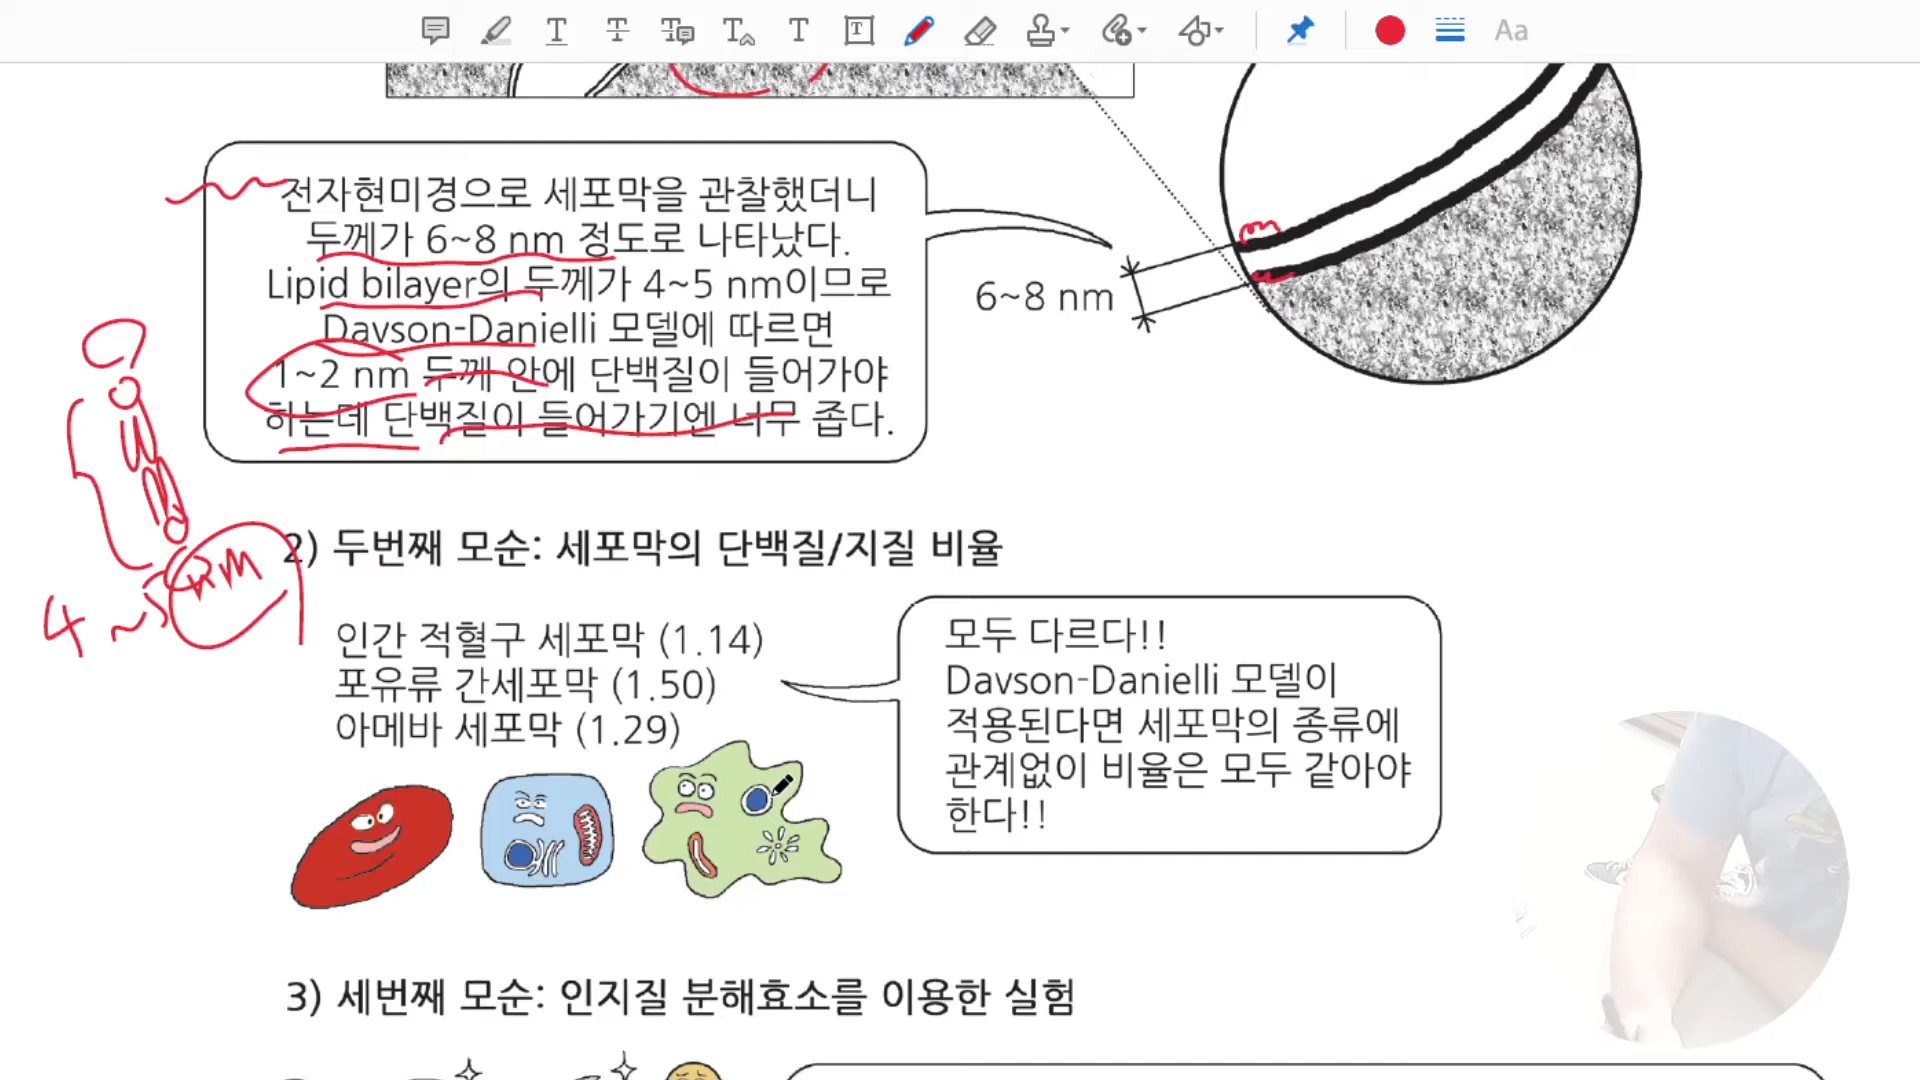 Aa
전자현미경으로 세포막을 관찰했더니
두께가 6~8 nm 정도로 나타났다.
Lipid bilayer의 두께가 4~5 nm이므로
Davson-Danielli 모델에 따르면
1~2 nm 두께 안에 단백질이 들어가야
하는데 단백질이 들어가기엔 너무 좁다.
6~8 nm
4~5 nm
2) 두번째 모순: 세포막의 단백질/지질 비율
인간 적혈구 세포막 (1.14)
포유류 간세포막 (1.50)
아메바 세포막 (1.29)
모두 다르다!!
Davson-Danielli 모델이
적용된다면 세포막의 종류에
관계없이 비율은 모두 같아야
한다!!
3) 세번째 모순: 인지질 분해효소를 이용한 실험